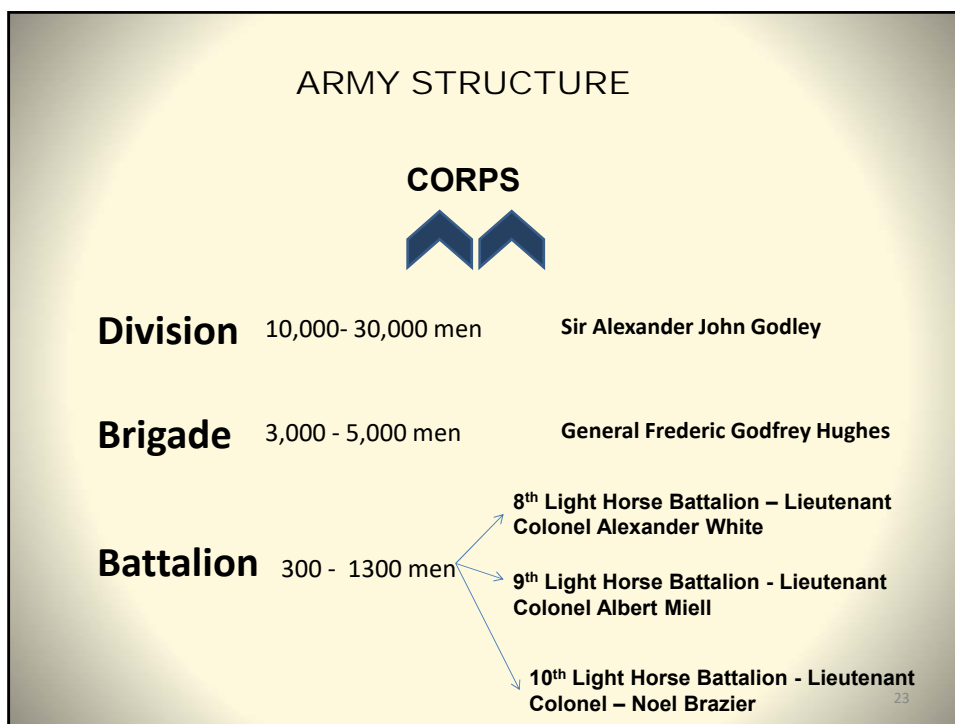 ARMY STRUCTURE
CORPS
Division 10,000- 30,000 men Sir Alexander John Godley
Brigade 3,000 - 5,000 men General Frederic Godfrey Hughes
Battalion 300 - 1300 men
8th Light Horse Battalion – Lieutenant
Colonel Alexander White
9th Light Horse Battalion - Lieutenant
Colonel Albert Miell
10th Light Horse Battalion - Lieutenant
Colonel – Noel Brazier
23